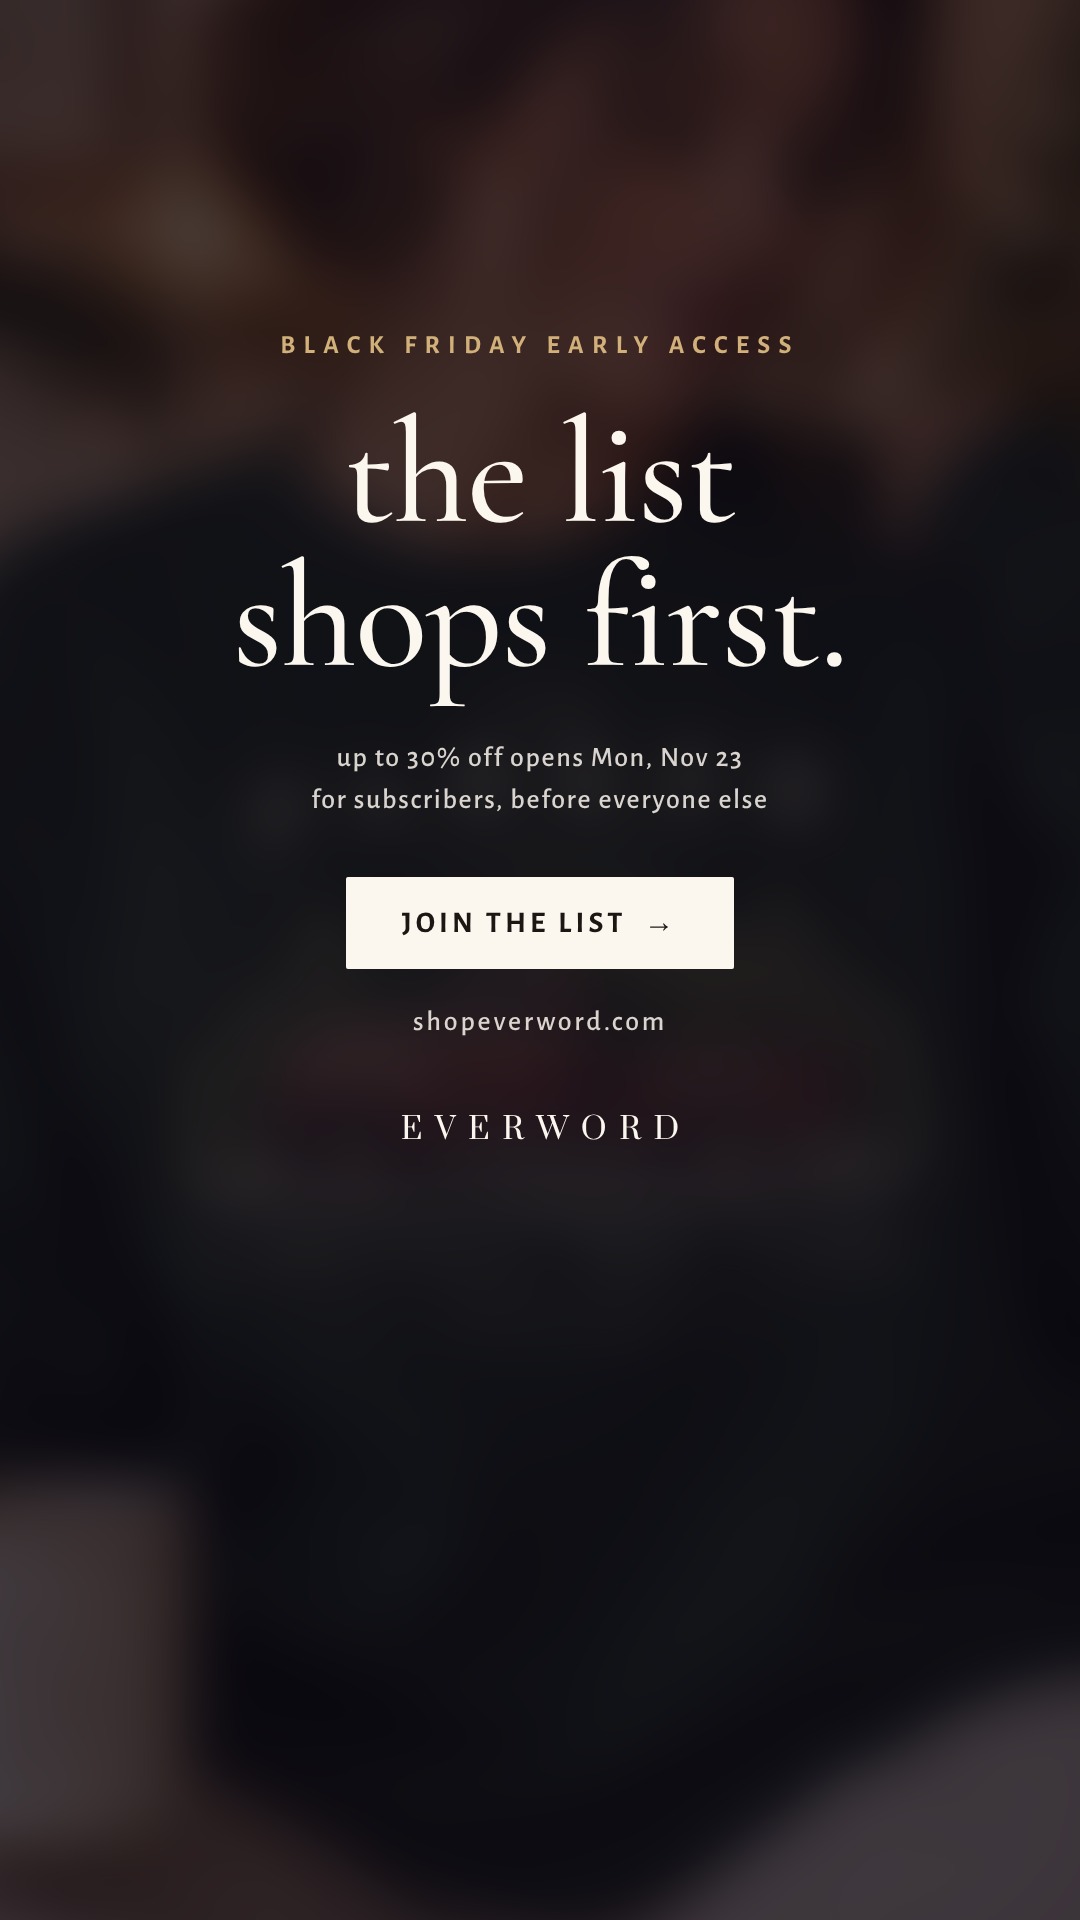 BLACK FRIDAY EARLY ACCESS
the list
shops first.
up to 30% off opens Mon, Nov 23
for subscribers, before everyone else
JOIN THE LIST →
shopeverword.com
EVERWORD